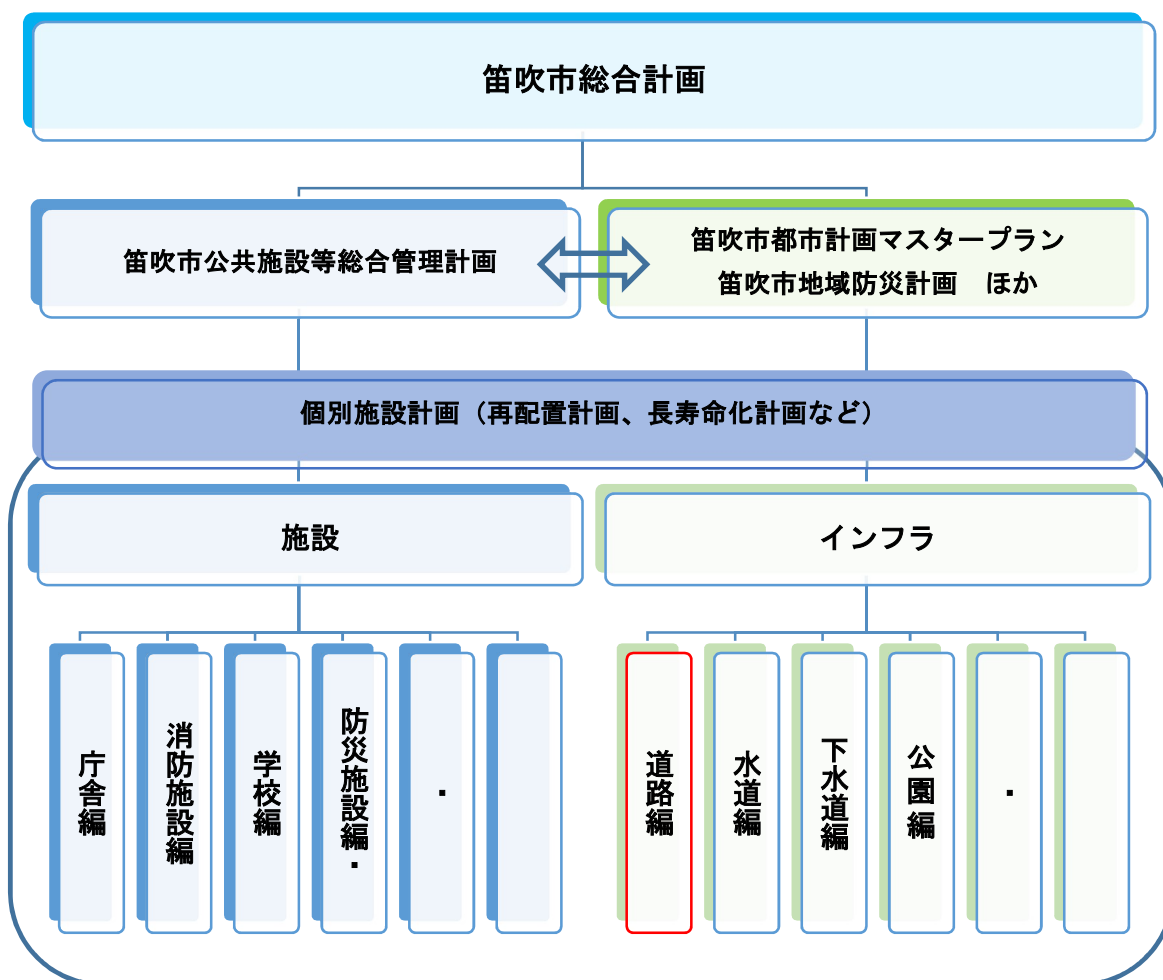 笛吹市総合計画
笛吹市公共施設等総合管理計画
笛吹市都市計画マスタープラン
笛吹市地域防災計画　ほか
個別施設計画（再配置計画、長寿命化計画など）
施設
インフラ
庁舎編
消防施設編
学校編
防災施設編・
・
道路編
水道編
下水道編
公園編
・